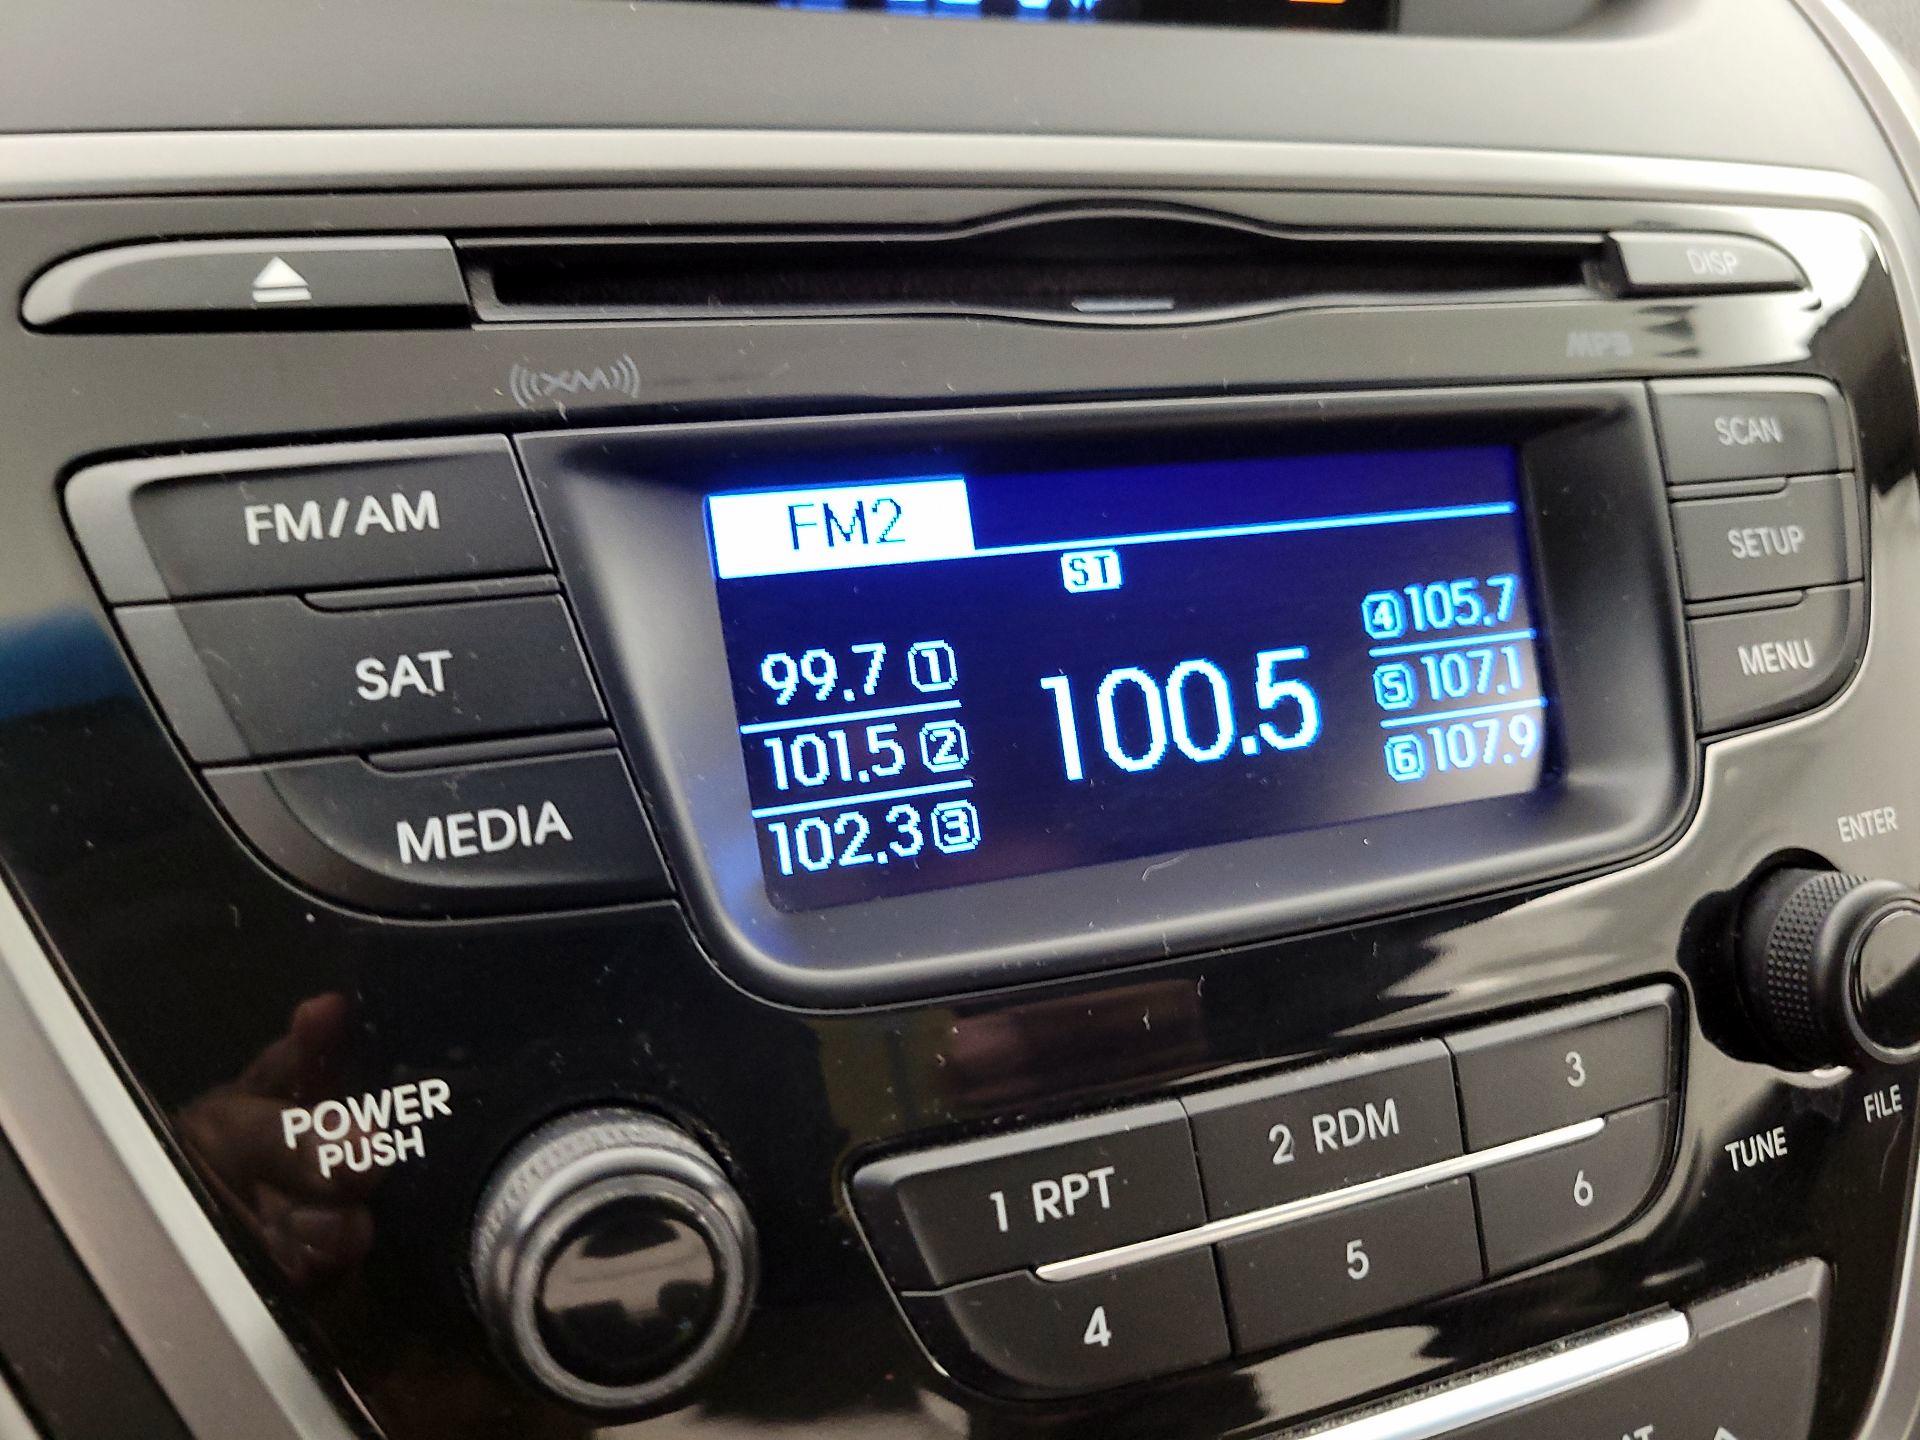 DISP
(((XM)))
MP3
FM/AM
SAT
MEDIA
FM2
ST
99.7 1
101.5 2
102.3 3
100.5
4 105.7
5 107.1
6 107.9
SCAN
SETUP
MENU
ENTER
TUNE
FILE
POWER
PUSH
1 RPT
2 RDM
3
4
5
6